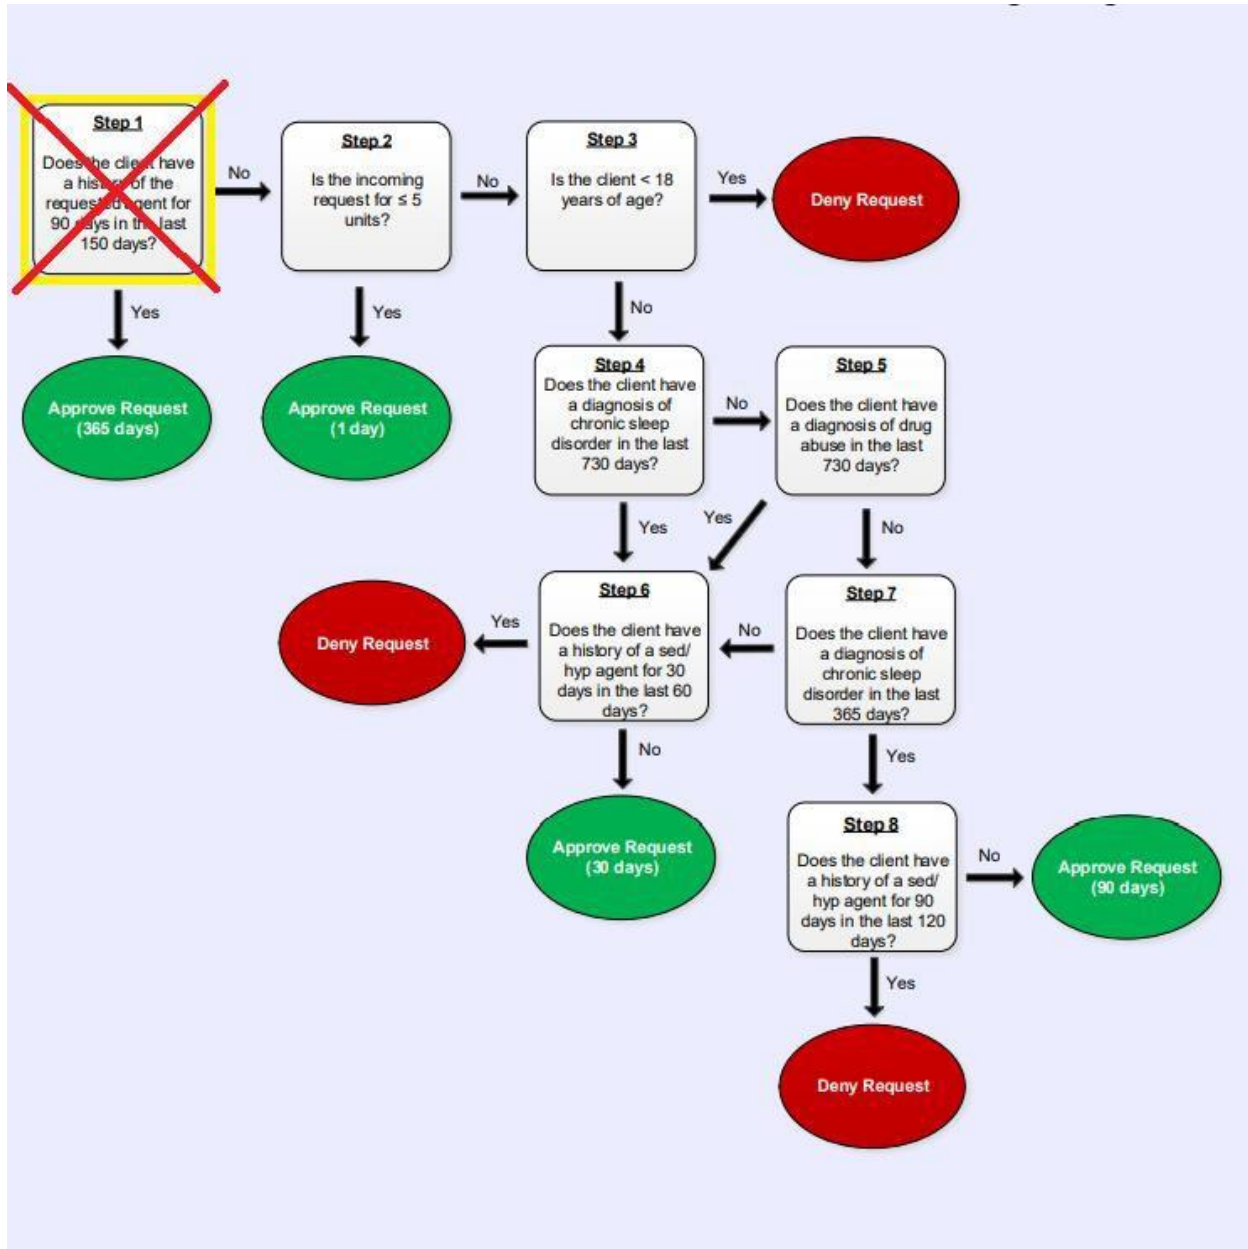 Step 1
Does the client have
a history of the
requested agent for
90 days in the last
150 days?
No
Yes
Approve Request
(365 days)
Step 2
Is the incoming
request for ≤ 5
units?
No
Yes
Approve Request
(1 day)
Step 3
Is the client < 18
years of age?
Yes
Deny Request
No
Step 4
Does the client have
a diagnosis of
chronic sleep
disorder in the last
730 days?
No
Yes
Step 5
Does the client have
a diagnosis of drug
abuse in the last
730 days?
Yes
No
Step 6
Does the client have
a history of a sed/
hyp agent for 30
days in the last 60
days?
Yes
Deny Request
No
Approve Request
(30 days)
Step 7
Does the client have
a diagnosis of
chronic sleep
disorder in the last
365 days?
No
Yes
Step 8
Does the client have
a history of a sed/
hyp agent for 90
days in the last 120
days?
No
Approve Request
(90 days)
Yes
Deny Request